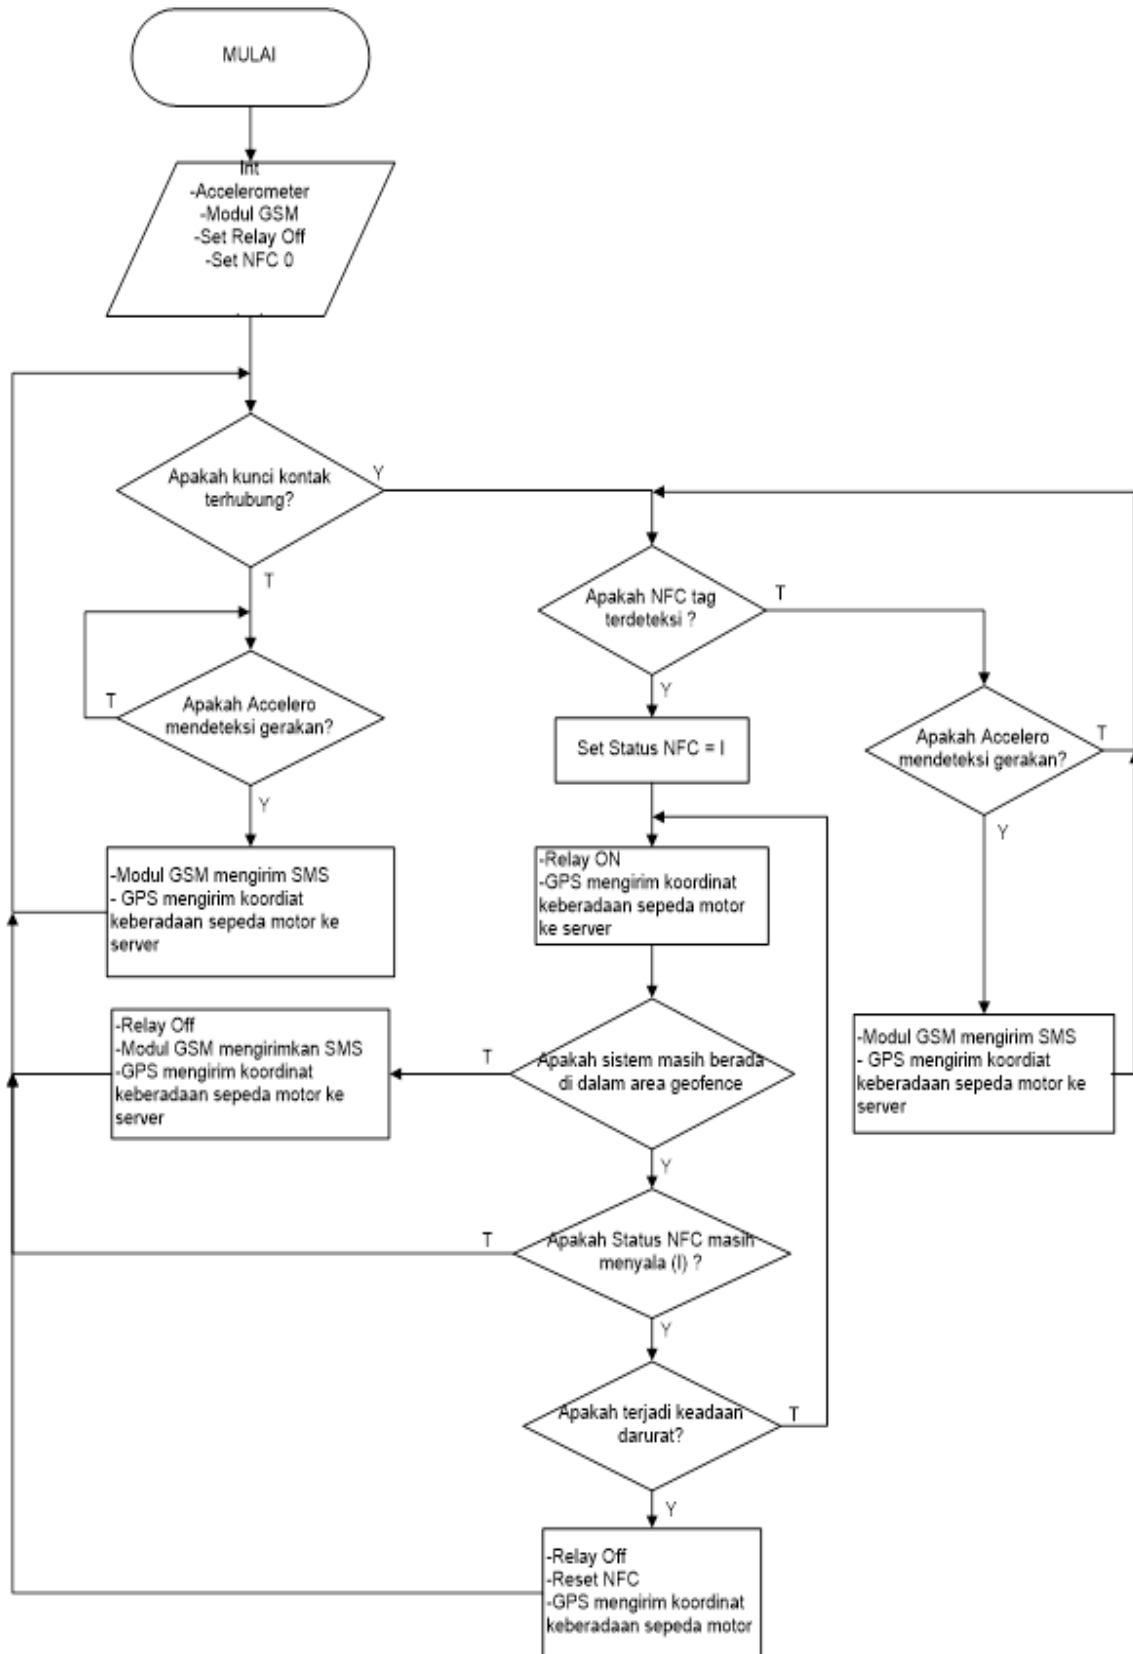 MULAI
Int
-Accelerometer
-Modul GSM
-Set Relay Off
-Set NFC 0
Apakah kunci kontak
terhubung?
Y
T
Apakah NFC tag
terdeteksi ?
T
Y
Apakah Accelero
mendeteksi gerakan?
T
Y
Set Status NFC = I
Apakah Accelero
mendeteksi gerakan?
T
Y
-Modul GSM mengirim SMS
- GPS mengirim koordiat
keberadaan sepeda motor ke
server
-Relay ON
-GPS mengirim koordinat
keberadaan sepeda motor
ke server
-Relay Off
-Modul GSM mengirimkan SMS
-GPS mengirim koordinat
keberadaan sepeda motor ke
server
T
Apakah sistem masih berada
di dalam area geofence
Y
-Modul GSM mengirim SMS
- GPS mengirim koordiat
keberadaan sepeda motor ke
server
T
Apakah Status NFC masih
menyala (I) ?
Y
Apakah terjadi keadaan
darurat?
T
Y
-Relay Off
-Reset NFC
-GPS mengirim koordinat
keberadaan sepeda motor